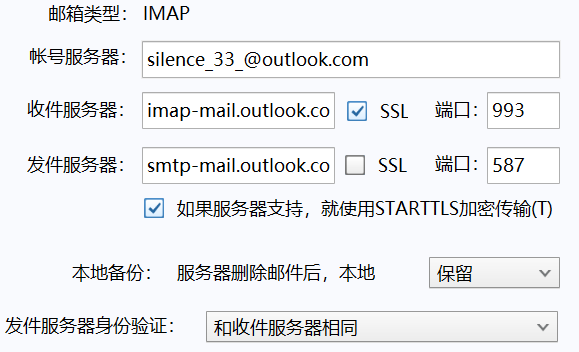 邮箱类型： IMAP
帐号服务器： silence_33_@outlook.com
收件服务器： imap-mail.outlook.co SSL 端口： 993
发件服务器： smtp-mail.outlook.co SSL 端口： 587
如果服务器支持，就使用STARTTLS加密传输(T)
本地备份： 服务器删除邮件后，本地 保留
发件服务器身份验证： 和收件服务器相同